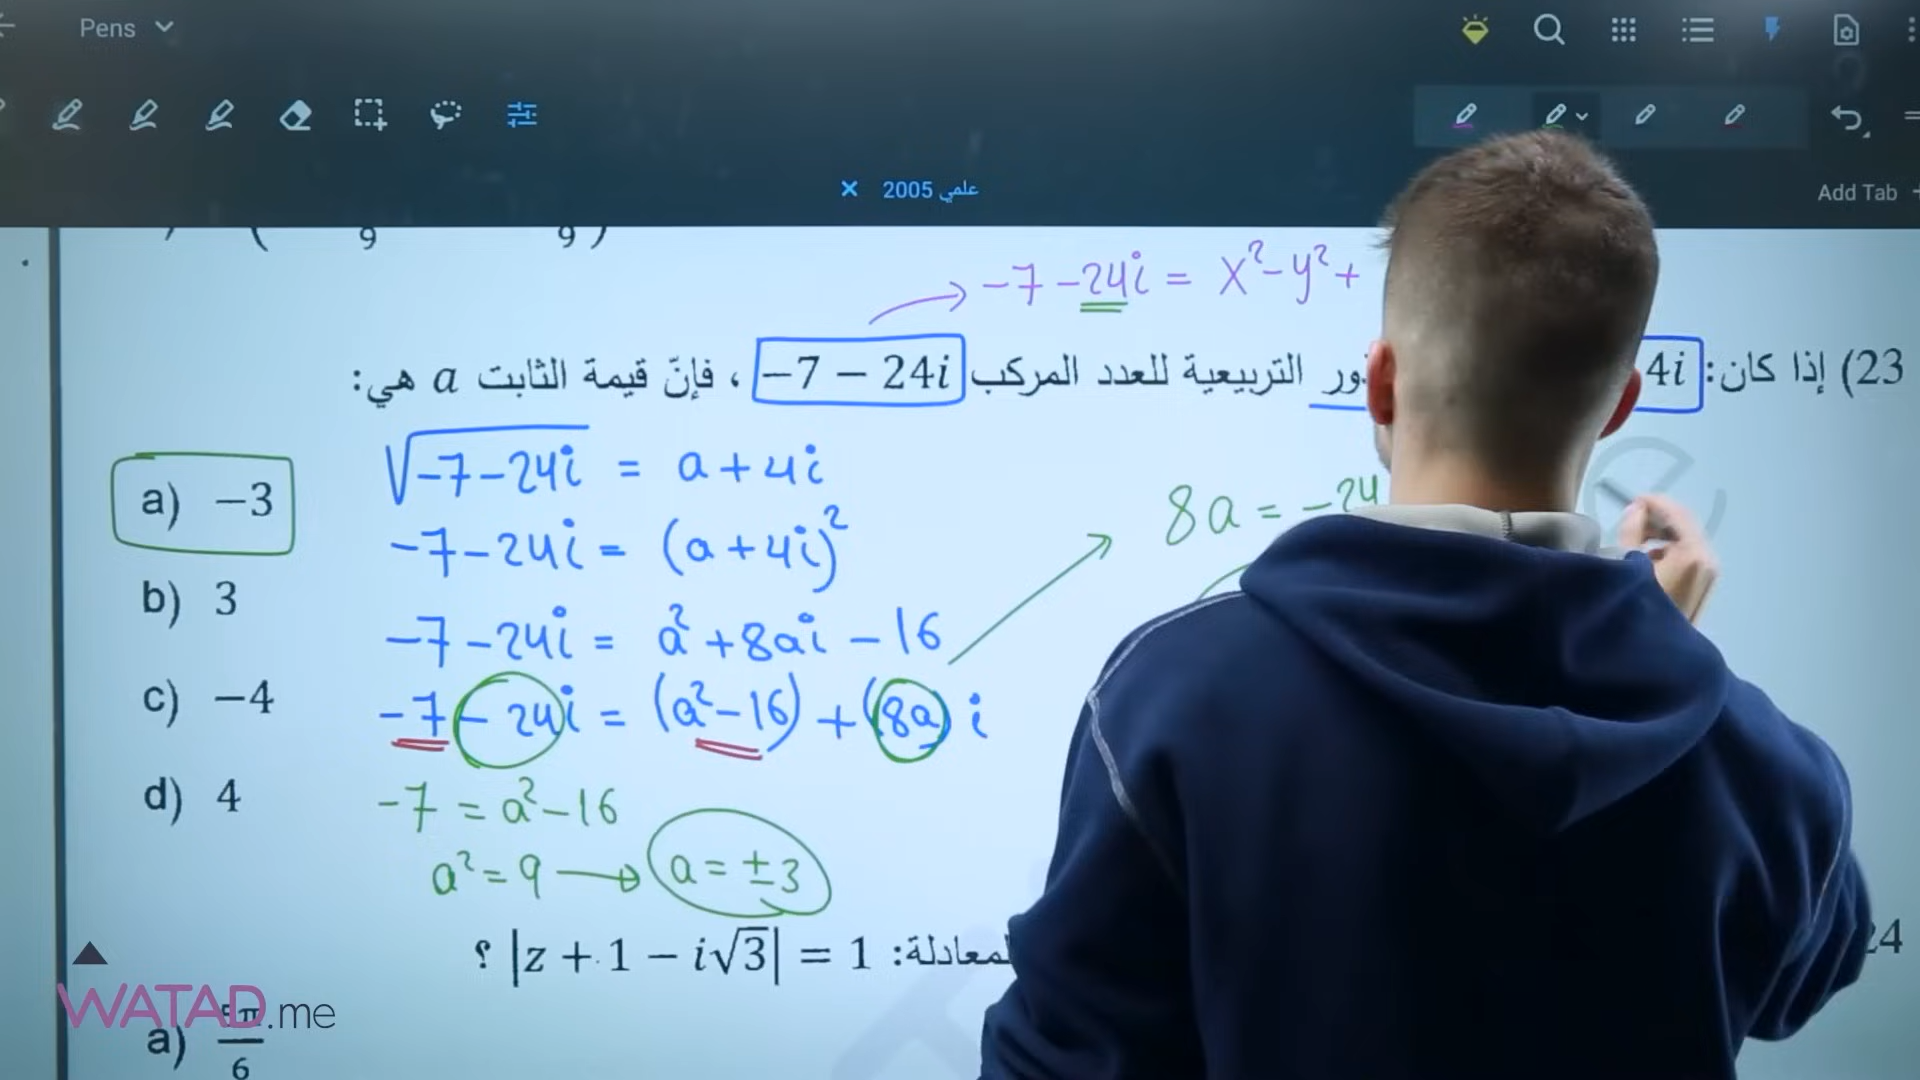 Pens
علمي 2005
Add Tab
9 9 )
-7-24i = x²-y²+
23) إذا كان: 4i التربيعية للعدد المركب -7 - 24i ، فإنّ قيمة الثابت a هي:
√-7-24i = a+4i
a) -3
8a = -24
-7-24i = (a+4i)²
b) 3
-7-24i = a²+8ai-16
c) -4
-7-24i = (a²-16)+(8a)i
d) 4
-7 = a²-16
a²=9 → a=±3
24
|z + 1 - i√3| = 1 ؟
WATAD.me
a) 5π/6